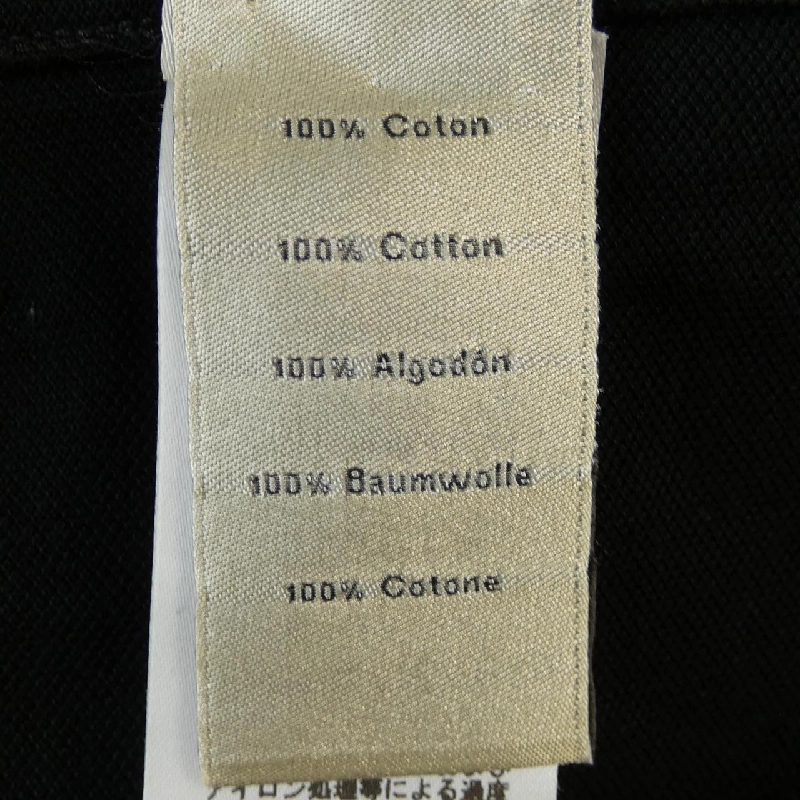 100% Coton
100% Cotton
100% Algodón
100% Baumwolle
100% Cotone
アイロン処理等による過度